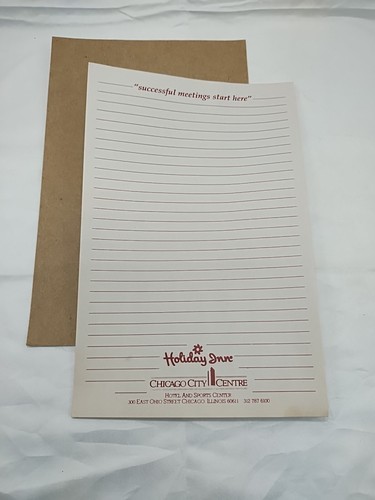 "successful meetings start here"
Holiday Inn
CHICAGO CITY CENTRE
HOTEL AND SPORTS CENTER
300 EAST OHIO STREET CHICAGO, ILLINOIS 60611 312 787 6100